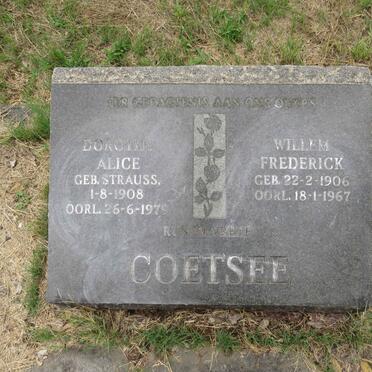 TER GEDAGTENIS AAN ONS OUERS
DOROTHY
ALICE
GEB. STRAUSS.
1-8-1908
OORL. 26-6-1979
WILLEM
FREDERICK
GEB. 22-2-1906
OORL. 18-1-1967
RUS IN VREDE
COETSEE